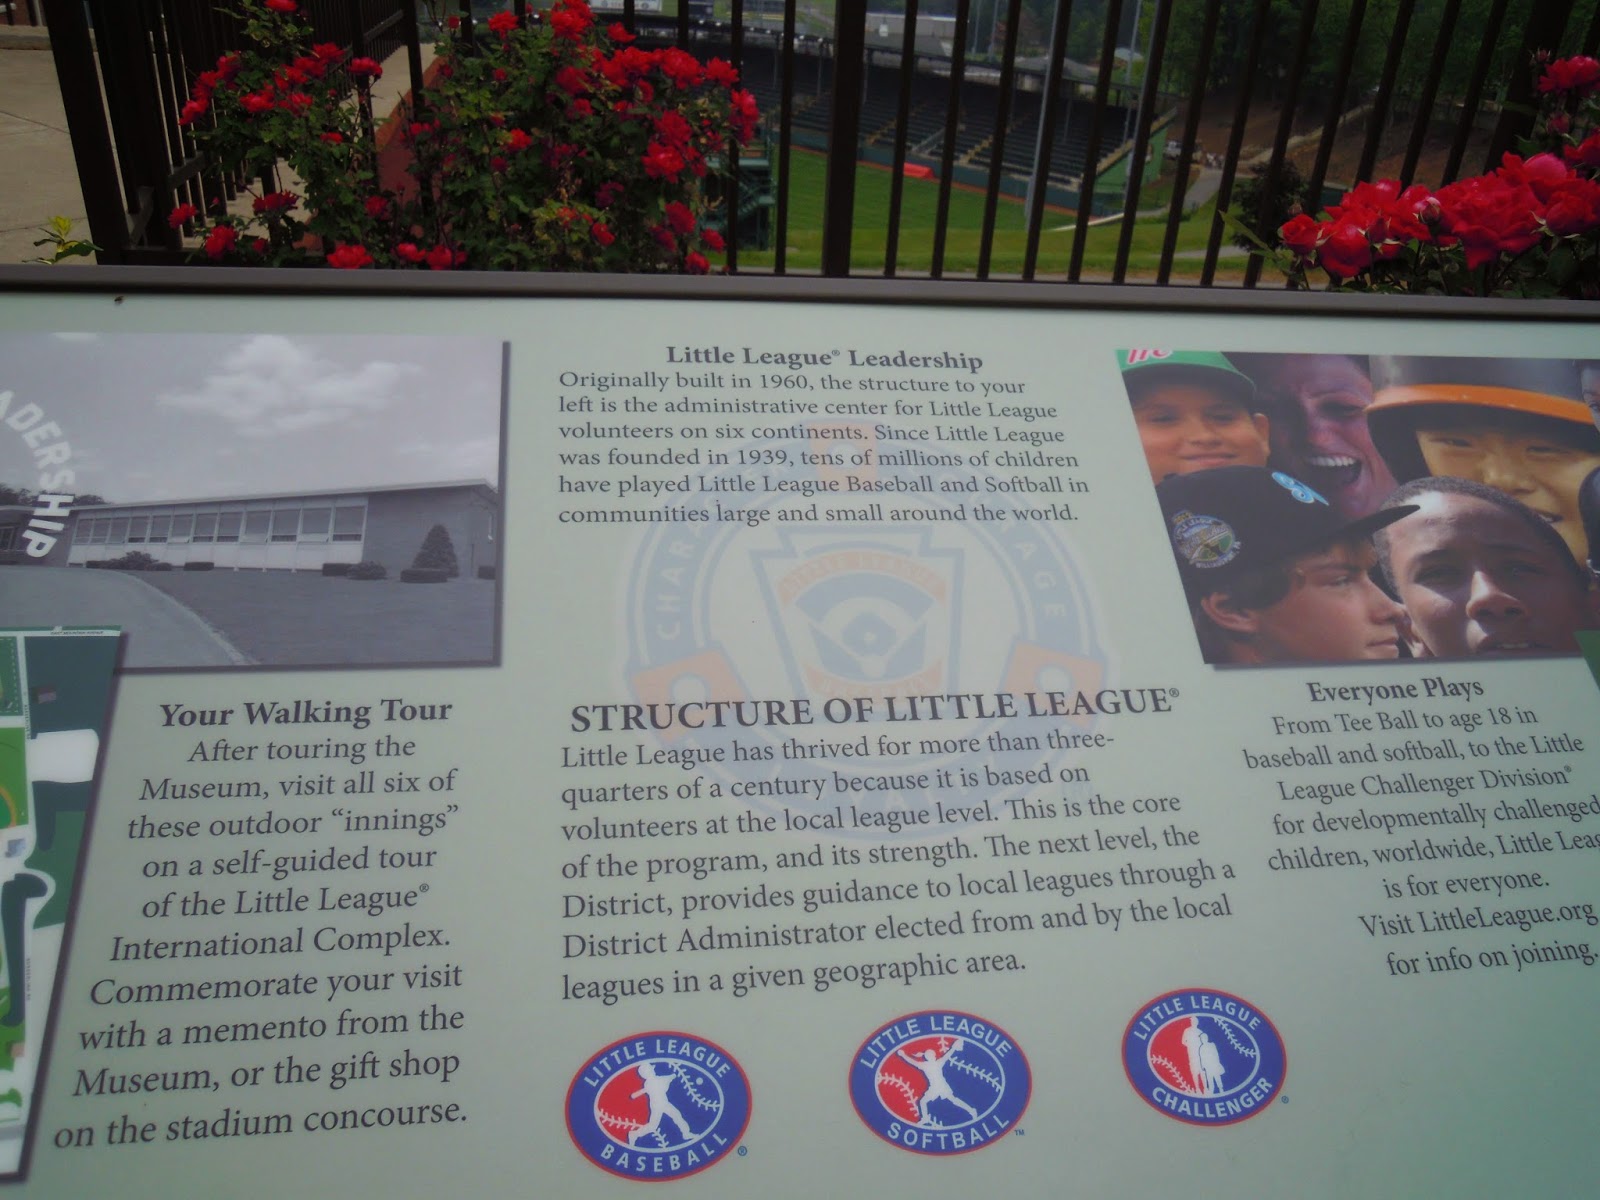 ADERSHIP
Little League® Leadership
Originally built in 1960, the structure to your
left is the administrative center for Little League
volunteers on six continents. Since Little League
was founded in 1939, tens of millions of children
have played Little League Baseball and Softball in
communities large and small around the world.
Your Walking Tour
After touring the
Museum, visit all six of
these outdoor “innings”
on a self-guided tour
of the Little League®
International Complex.
Commemorate your visit
with a memento from the
Museum, or the gift shop
on the stadium concourse.
STRUCTURE OF LITTLE LEAGUE®
Little League has thrived for more than three-
quarters of a century because it is based on
volunteers at the local league level. This is the core
of the program, and its strength. The next level, the
District, provides guidance to local leagues through a
District Administrator elected from and by the local
leagues in a given geographic area.
Everyone Plays
From Tee Ball to age 18 in
baseball and softball, to the Little
League Challenger Division®
for developmentally challenged
children, worldwide, Little Leag
is for everyone.
Visit LittleLeague.org
for info on joining.
LITTLE LEAGUE
BASEBALL®
LITTLE LEAGUE
SOFTBALL™
LITTLE LEAGUE
CHALLENGER®